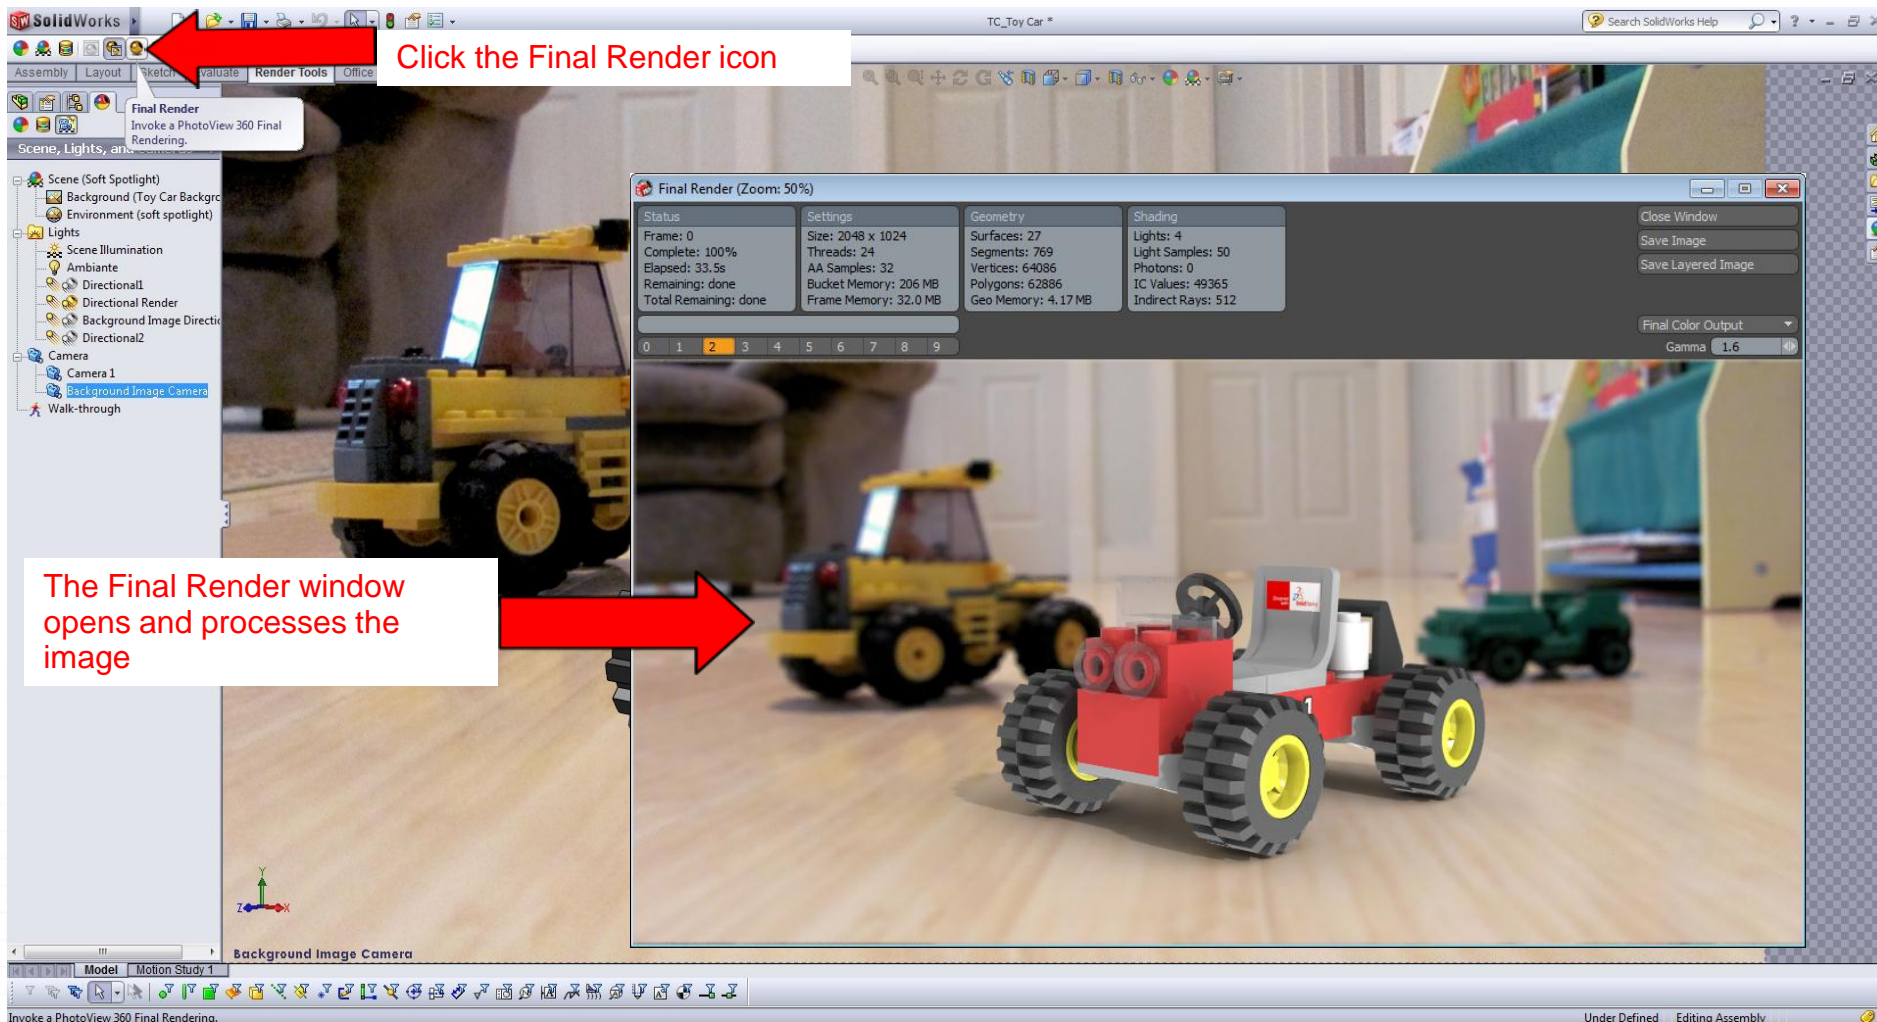 SolidWorks
TC_Toy Car *
Search SolidWorks Help
?
Click the Final Render icon
Assembly Layout Sketch Evaluate Render Tools Office
Final Render
Invoke a PhotoView 360 Final
Rendering.
Scene, Lights, and Cameras
Scene (Soft Spotlight)
Background (Toy Car Backgrc
Environment (soft spotlight)
Lights
Scene Illumination
Ambiante
Directional1
Directional Render
Background Image Directic
Directional2
Camera
Camera 1
Background Image Camera
Walk-through
Final Render (Zoom: 50%)
Status
Frame: 0
Complete: 100%
Elapsed: 33.5s
Remaining: done
Total Remaining: done
Settings
Size: 2048 x 1024
Threads: 24
AA Samples: 32
Bucket Memory: 206 MB
Frame Memory: 32.0 MB
Geometry
Surfaces: 27
Segments: 769
Vertices: 64086
Polygons: 62886
Geo Memory: 4.17 MB
Shading
Lights: 4
Light Samples: 50
Photons: 0
IC Values: 49365
Indirect Rays: 512
Close Window
Save Image
Save Layered Image
Final Color Output
Gamma 1.6
0 1 2 3 4 5 6 7 8 9
The Final Render window
opens and processes the
image
1
Y
Z X
Background Image Camera
Model Motion Study 1
Invoke a PhotoView 360 Final Rendering.
Under Defined Editing Assembly